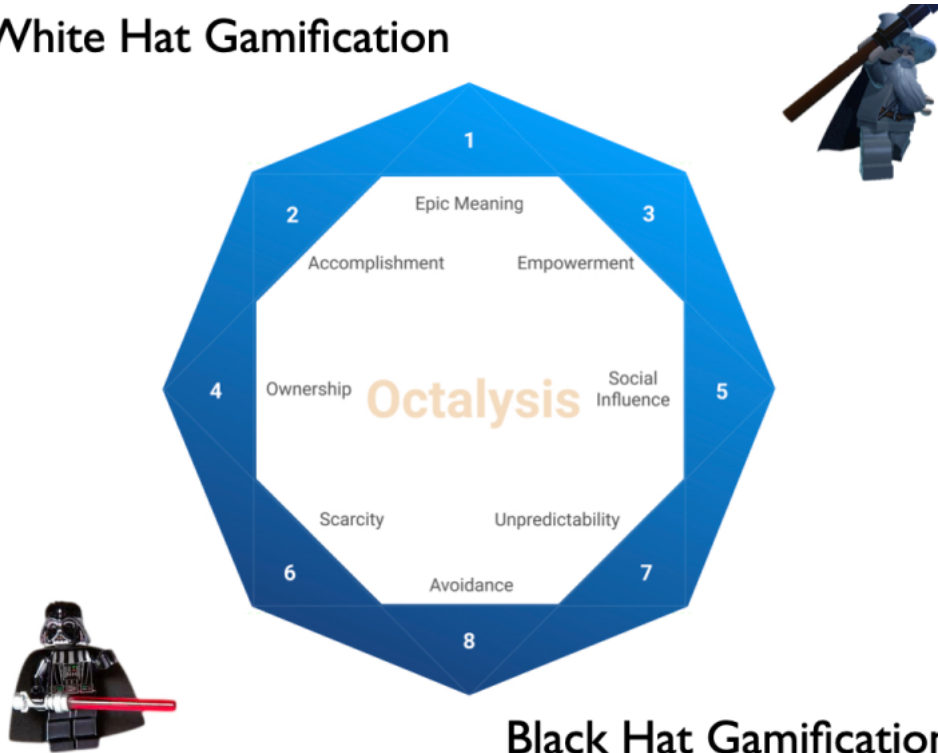 White Hat Gamification
1
2
3
Epic Meaning
Accomplishment
Empowerment
4
Ownership
Octalysis
Social
Influence
5
Scarcity
Unpredictability
6
7
Avoidance
8
Black Hat Gamification